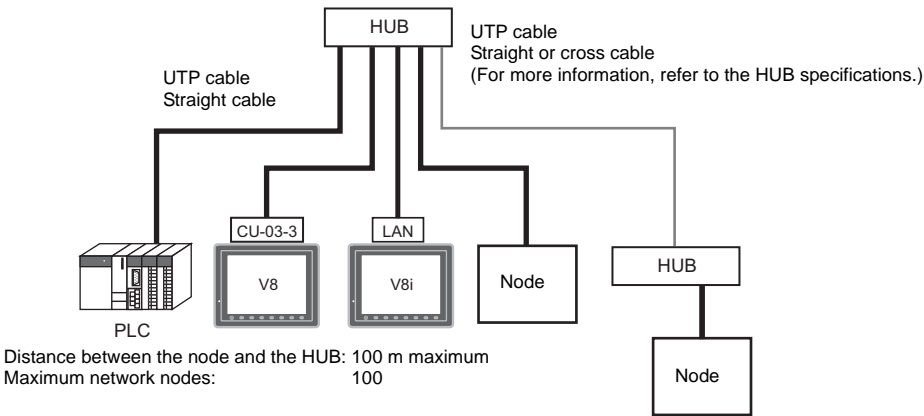 HUB
UTP cable
Straight or cross cable
(For more information, refer to the HUB specifications.)
UTP cable
Straight cable
CU-03-3
LAN
V8
V8i
Node
HUB
PLC
Distance between the node and the HUB: 100 m maximum
Maximum network nodes: 100
Node